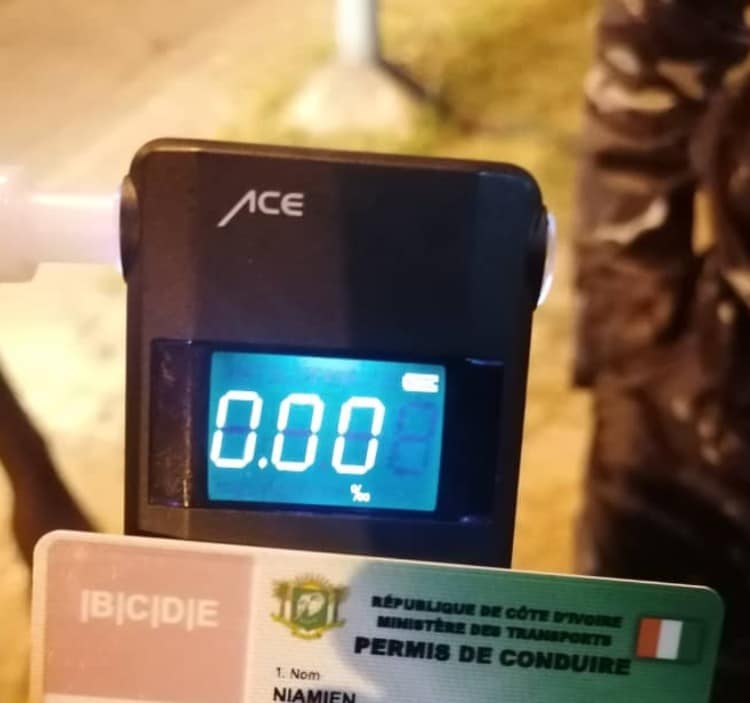 ACE
0.00
‰
|B|C|D|E
RÉPUBLIQUE DE CÔTE D'IVOIRE
MINISTÈRE DES TRANSPORTS
PERMIS DE CONDUIRE
1. Nom
NIAMIEN